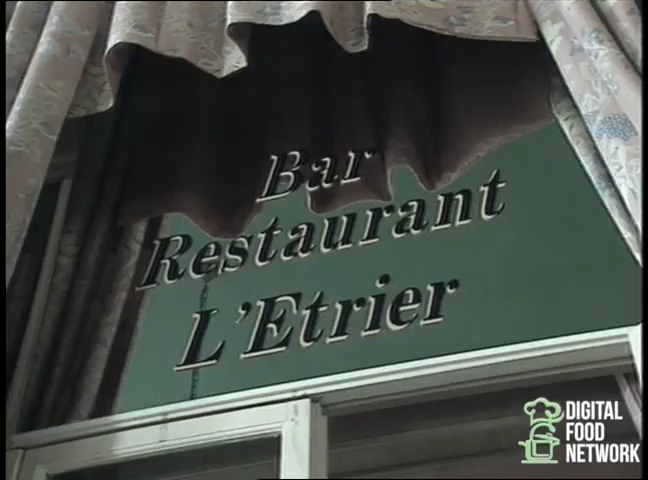 Bar
Restaurant
L'Etrier
DIGITAL
FOOD
NETWORK